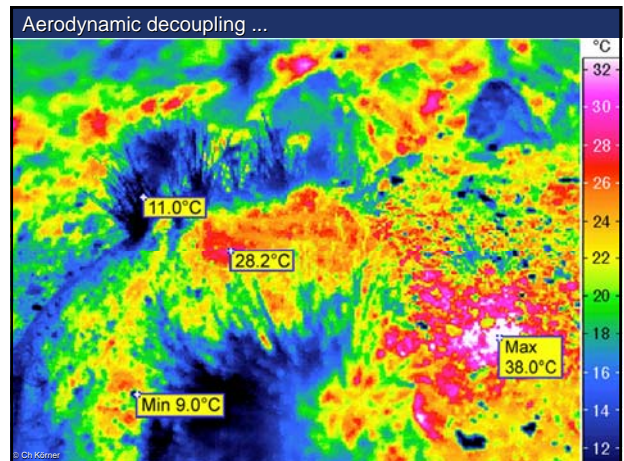 Aerodynamic decoupling ...
°C
32
30
28
26
24
22
20
18
16
14
12
11.0°C
28.2°C
Max
38.0°C
Min 9.0°C
© Ch Körner